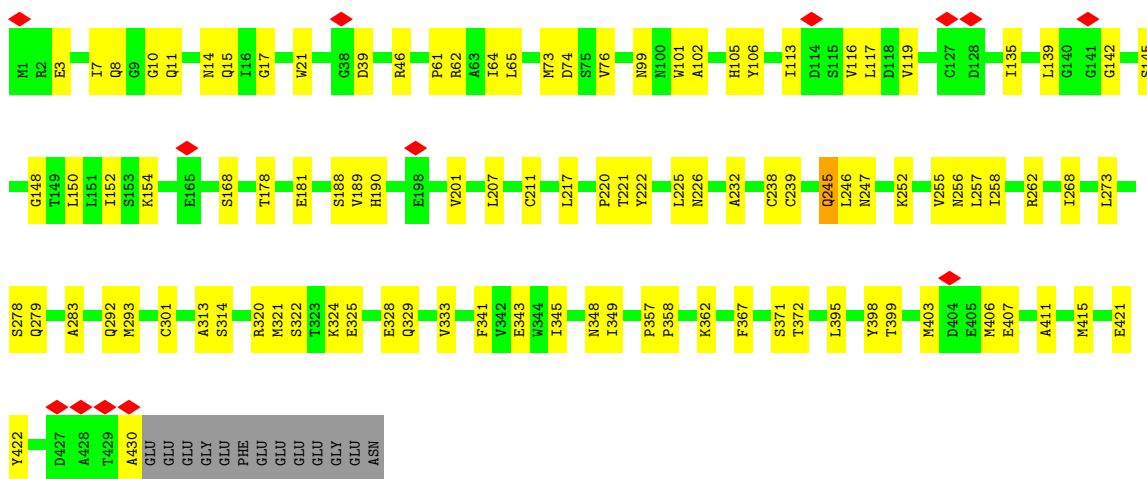 M1 R2 E3 I7 Q8 G9 G10 Q11 N14 Q15 I16 G17 W21 G38 D39 R46 P61 R62 A63 I64 L65 M73 D74 S75 V76 N99 N100 W101 A102 H105 Y106 I113 D114 S115 V116 L117 D118 V119 C127 D128 I135 L139 G140 G141 G142 S145
G148 T149 L150 L151 I152 S153 K154 E165 S168 T178 E181 S188 V189 H190 E198 V201 L207 C211 L217 P220 T221 Y222 L225 N226 A232 C238 C239 Q245 L246 N247 K252 V255 N256 L257 I258 R262 I268 L273
S278 Q279 A283 Q292 M293 C301 A313 S314 R320 M321 S322 T323 K324 E325 E328 Q329 V333 F341 V342 E343 W344 I345 N348 I349 P357 P358 K362 F367 S371 T372 L395 Y398 T399 M403 D404 E405 M406 E407 A411 M415 E421
Y422 D427 A428 T429 A430 GLU GLU GLU GLY GLU PHE GLU GLU GLU GLU GLY GLU ASN